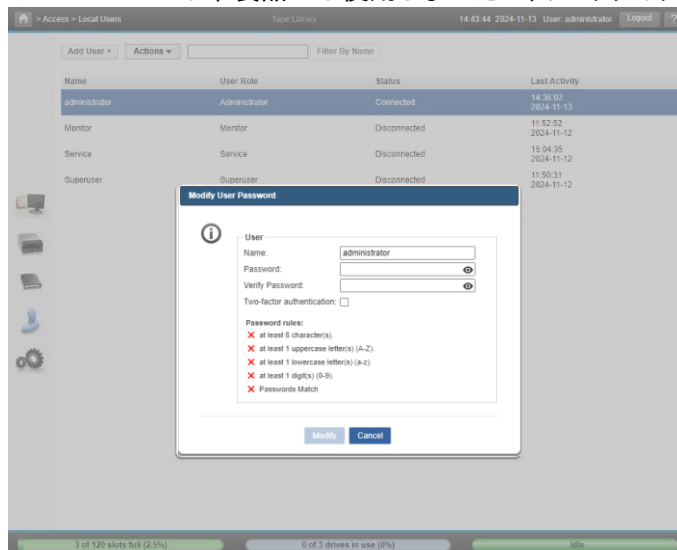 > Access > Local Users Tape Library 14:43:44 2024-11-13 User: administrator Logout ?
Add User Actions Filter By Name
Name User Role Status Last Activity
administrator Administrator Connected 14:36:02
2024-11-13
Monitor Monitor Disconnected 11:52:52
2024-11-12
Service Service Disconnected 15:04:35
2024-11-12
Superuser Superuser Disconnected 11:50:31
2024-11-12
Modify User Password
User
Name: administrator
Password:
Verify Password:
Two-factor authentication:
Password rules:
at least 8 character(s).
at least 1 uppercase letter(s) (A-Z).
at least 1 lowercase letter(s) (a-z).
at least 1 digit(s) (0-9).
Passwords Match
Modify Cancel
3 of 120 slots full (2.5%) 0 of 3 drives in use (0%) Idle